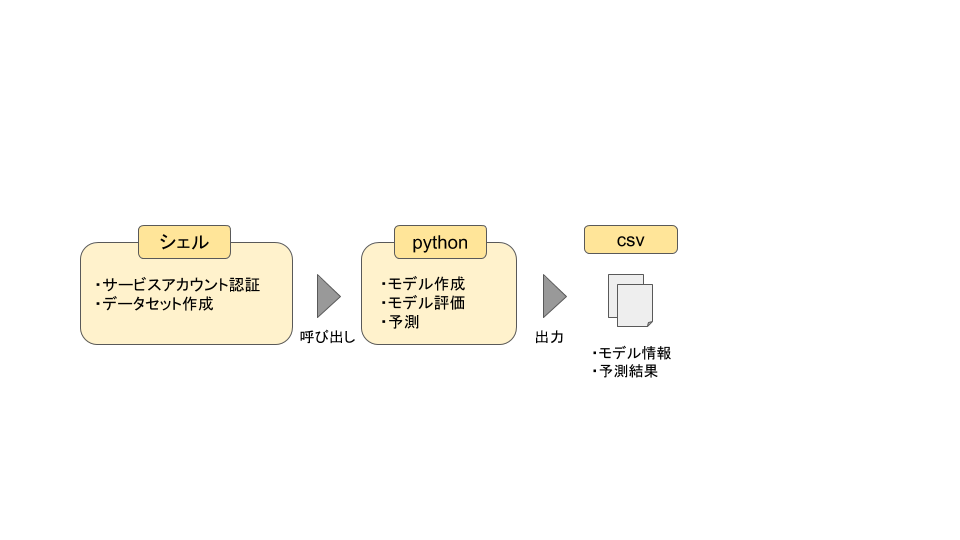 シェル
・サービスアカウント認証
・データセット作成
呼び出し
python
・モデル作成
・モデル評価
・予測
出力
csv
・モデル情報
・予測結果